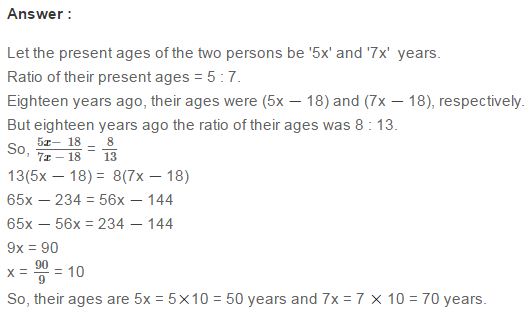 Answer :
Let the present ages of the two persons be '5x' and '7x' years.
Ratio of their present ages = 5 : 7.
Eighteen years ago, their ages were (5x — 18) and (7x — 18), respectively.
But eighteen years ago the ratio of their ages was 8 : 13.
So, (5x− 18)/(7x − 18) = 8/13
13(5x — 18) = 8(7x — 18)
65x — 234 = 56x — 144
65x — 56x = 234 — 144
9x = 90
x = 90/9 = 10
So, their ages are 5x = 5×10 = 50 years and 7x = 7 × 10 = 70 years.